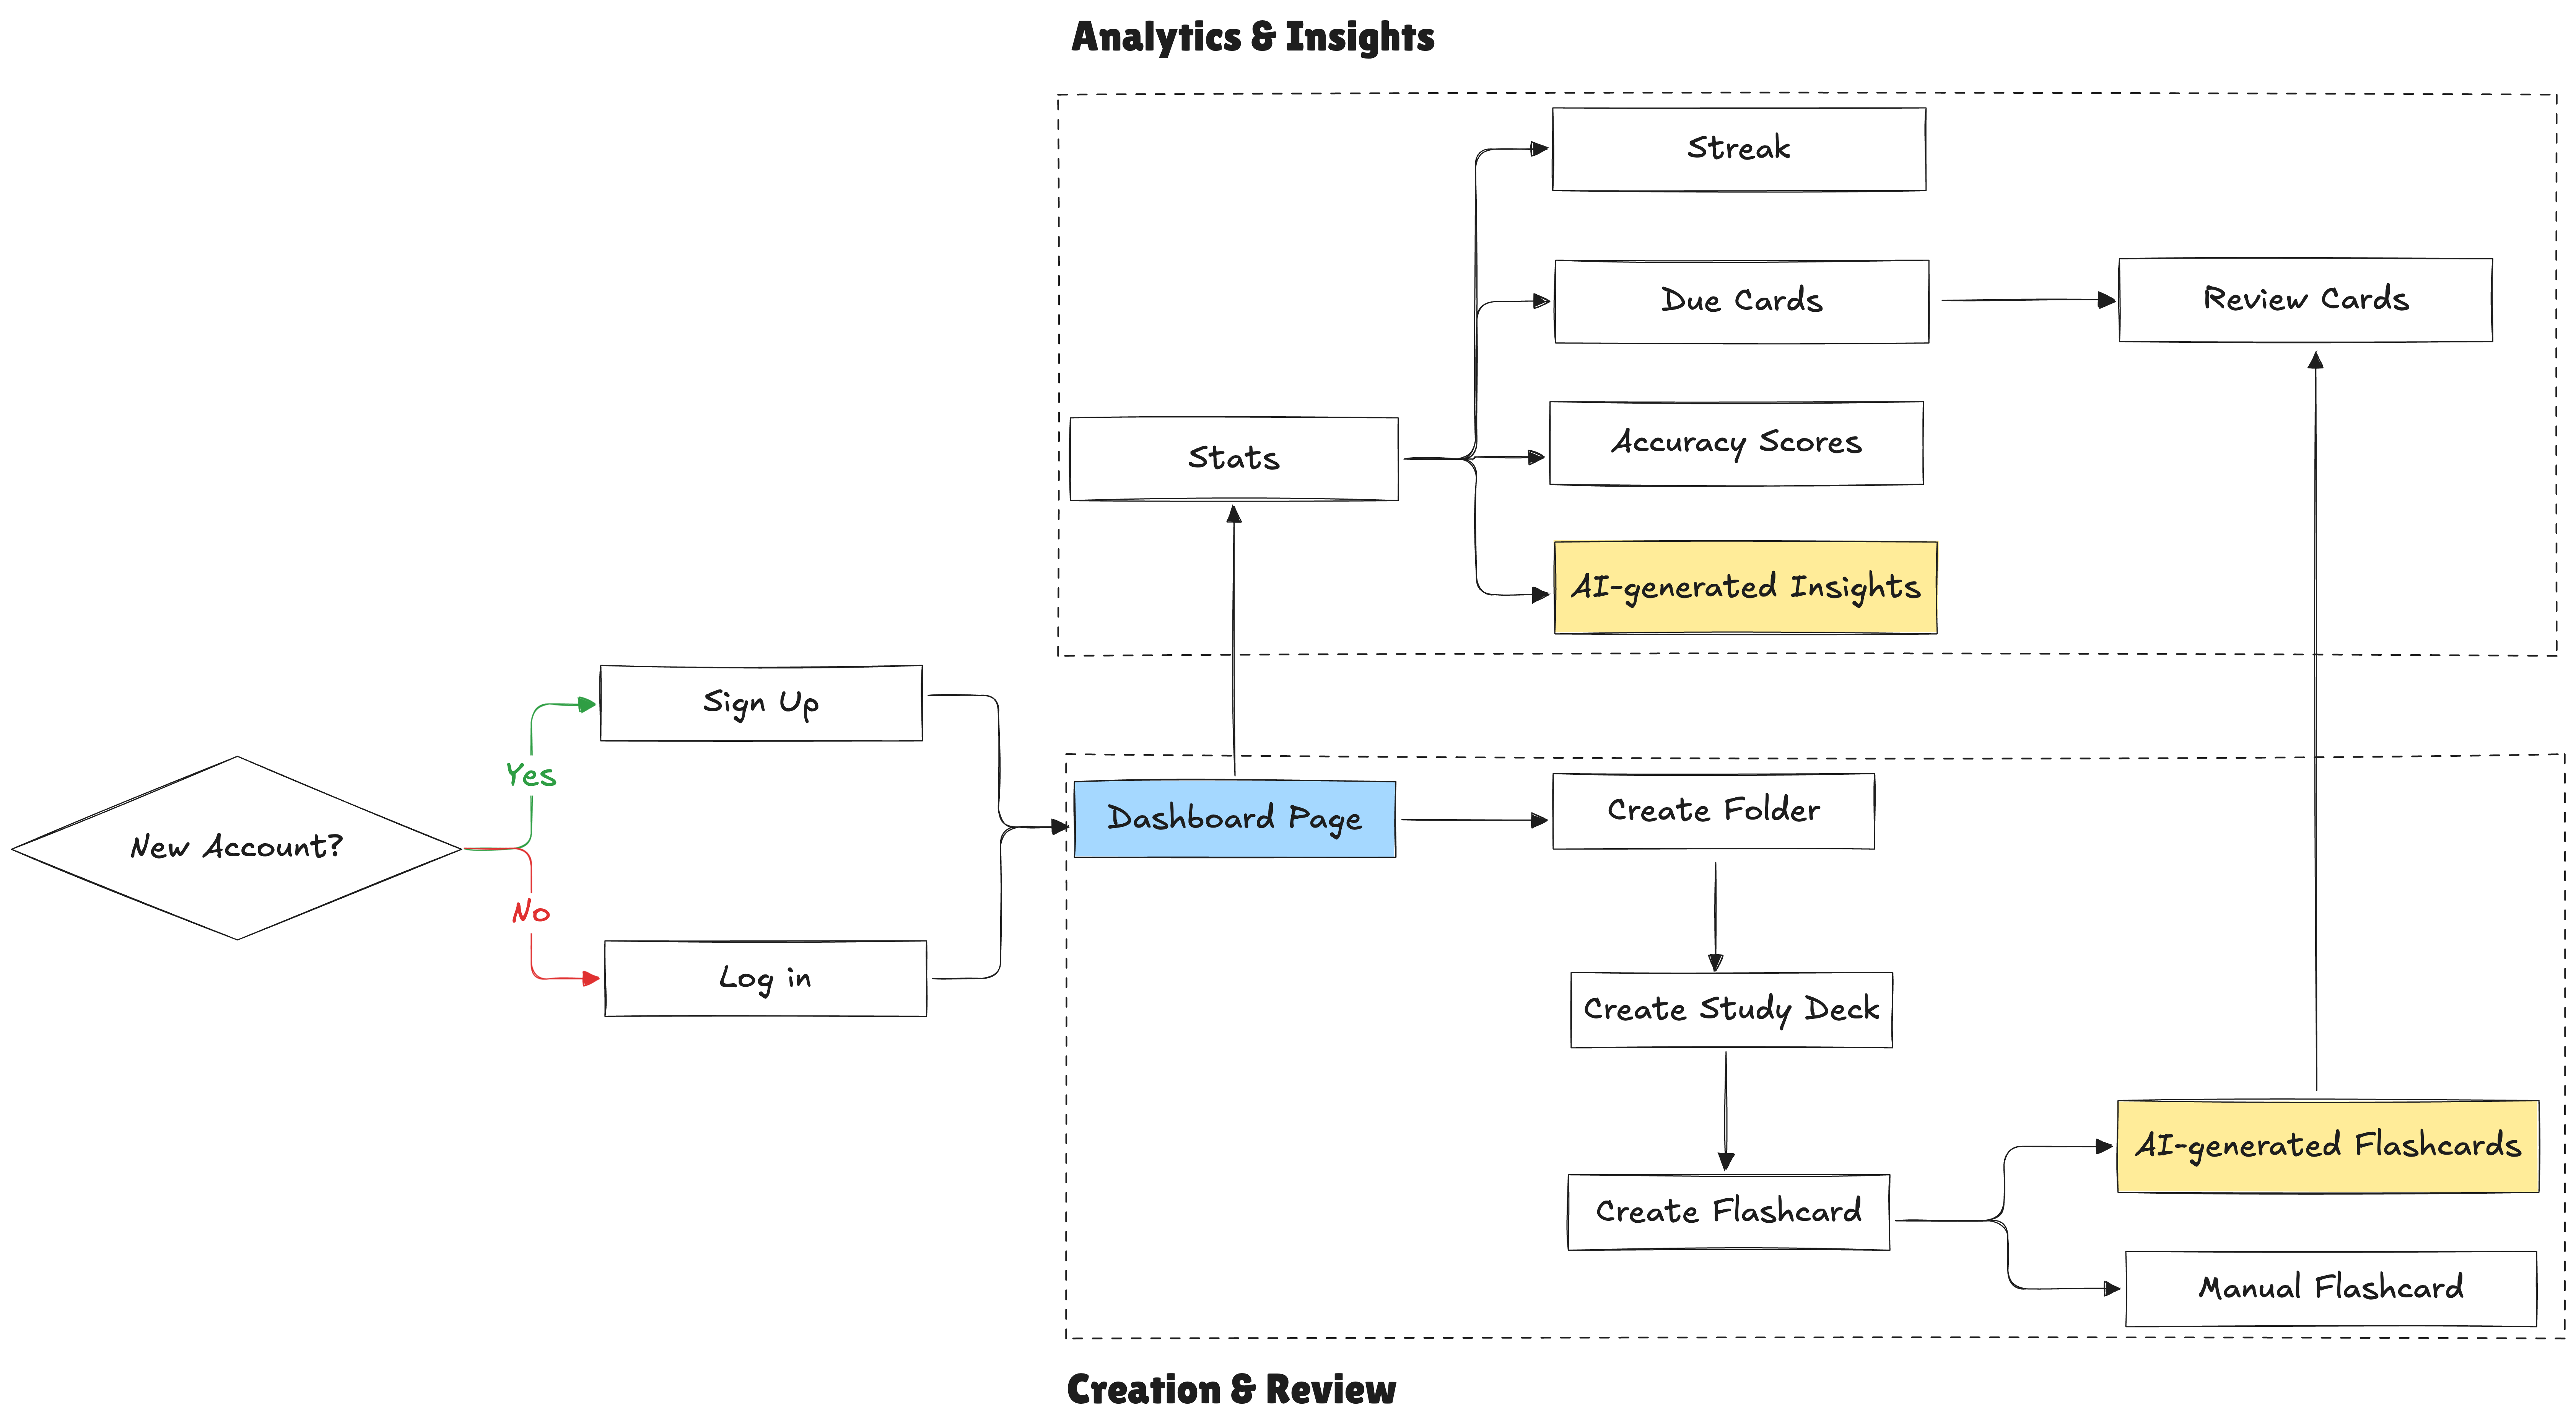 Analytics & Insights
Streak
Due Cards
Review Cards
Accuracy Scores
Stats
AI-generated Insights
Sign Up
Yes
New Account?
No
Log in
Dashboard Page
Create Folder
Create Study Deck
Create Flashcard
AI-generated Flashcards
Manual Flashcard
Creation & Review